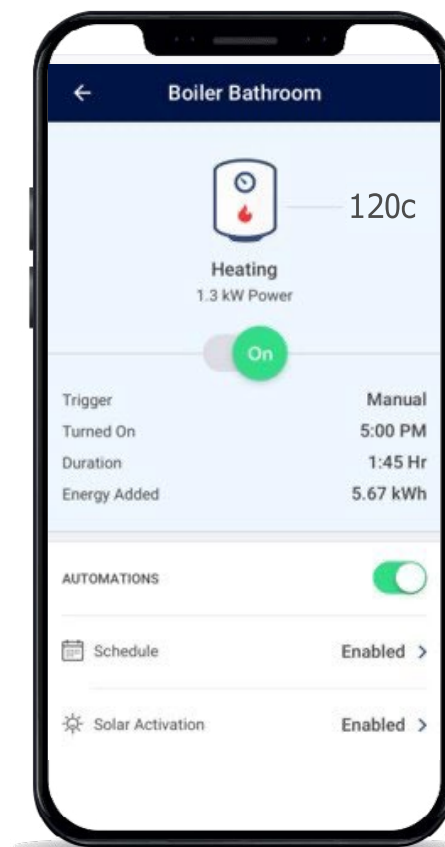 Boiler Bathroom
120c
Heating
1.3 kW Power
On
Trigger Manual
Turned On 5:00 PM
Duration 1:45 Hr
Energy Added 5.67 kWh
AUTOMATIONS
Schedule Enabled
Solar Activation Enabled